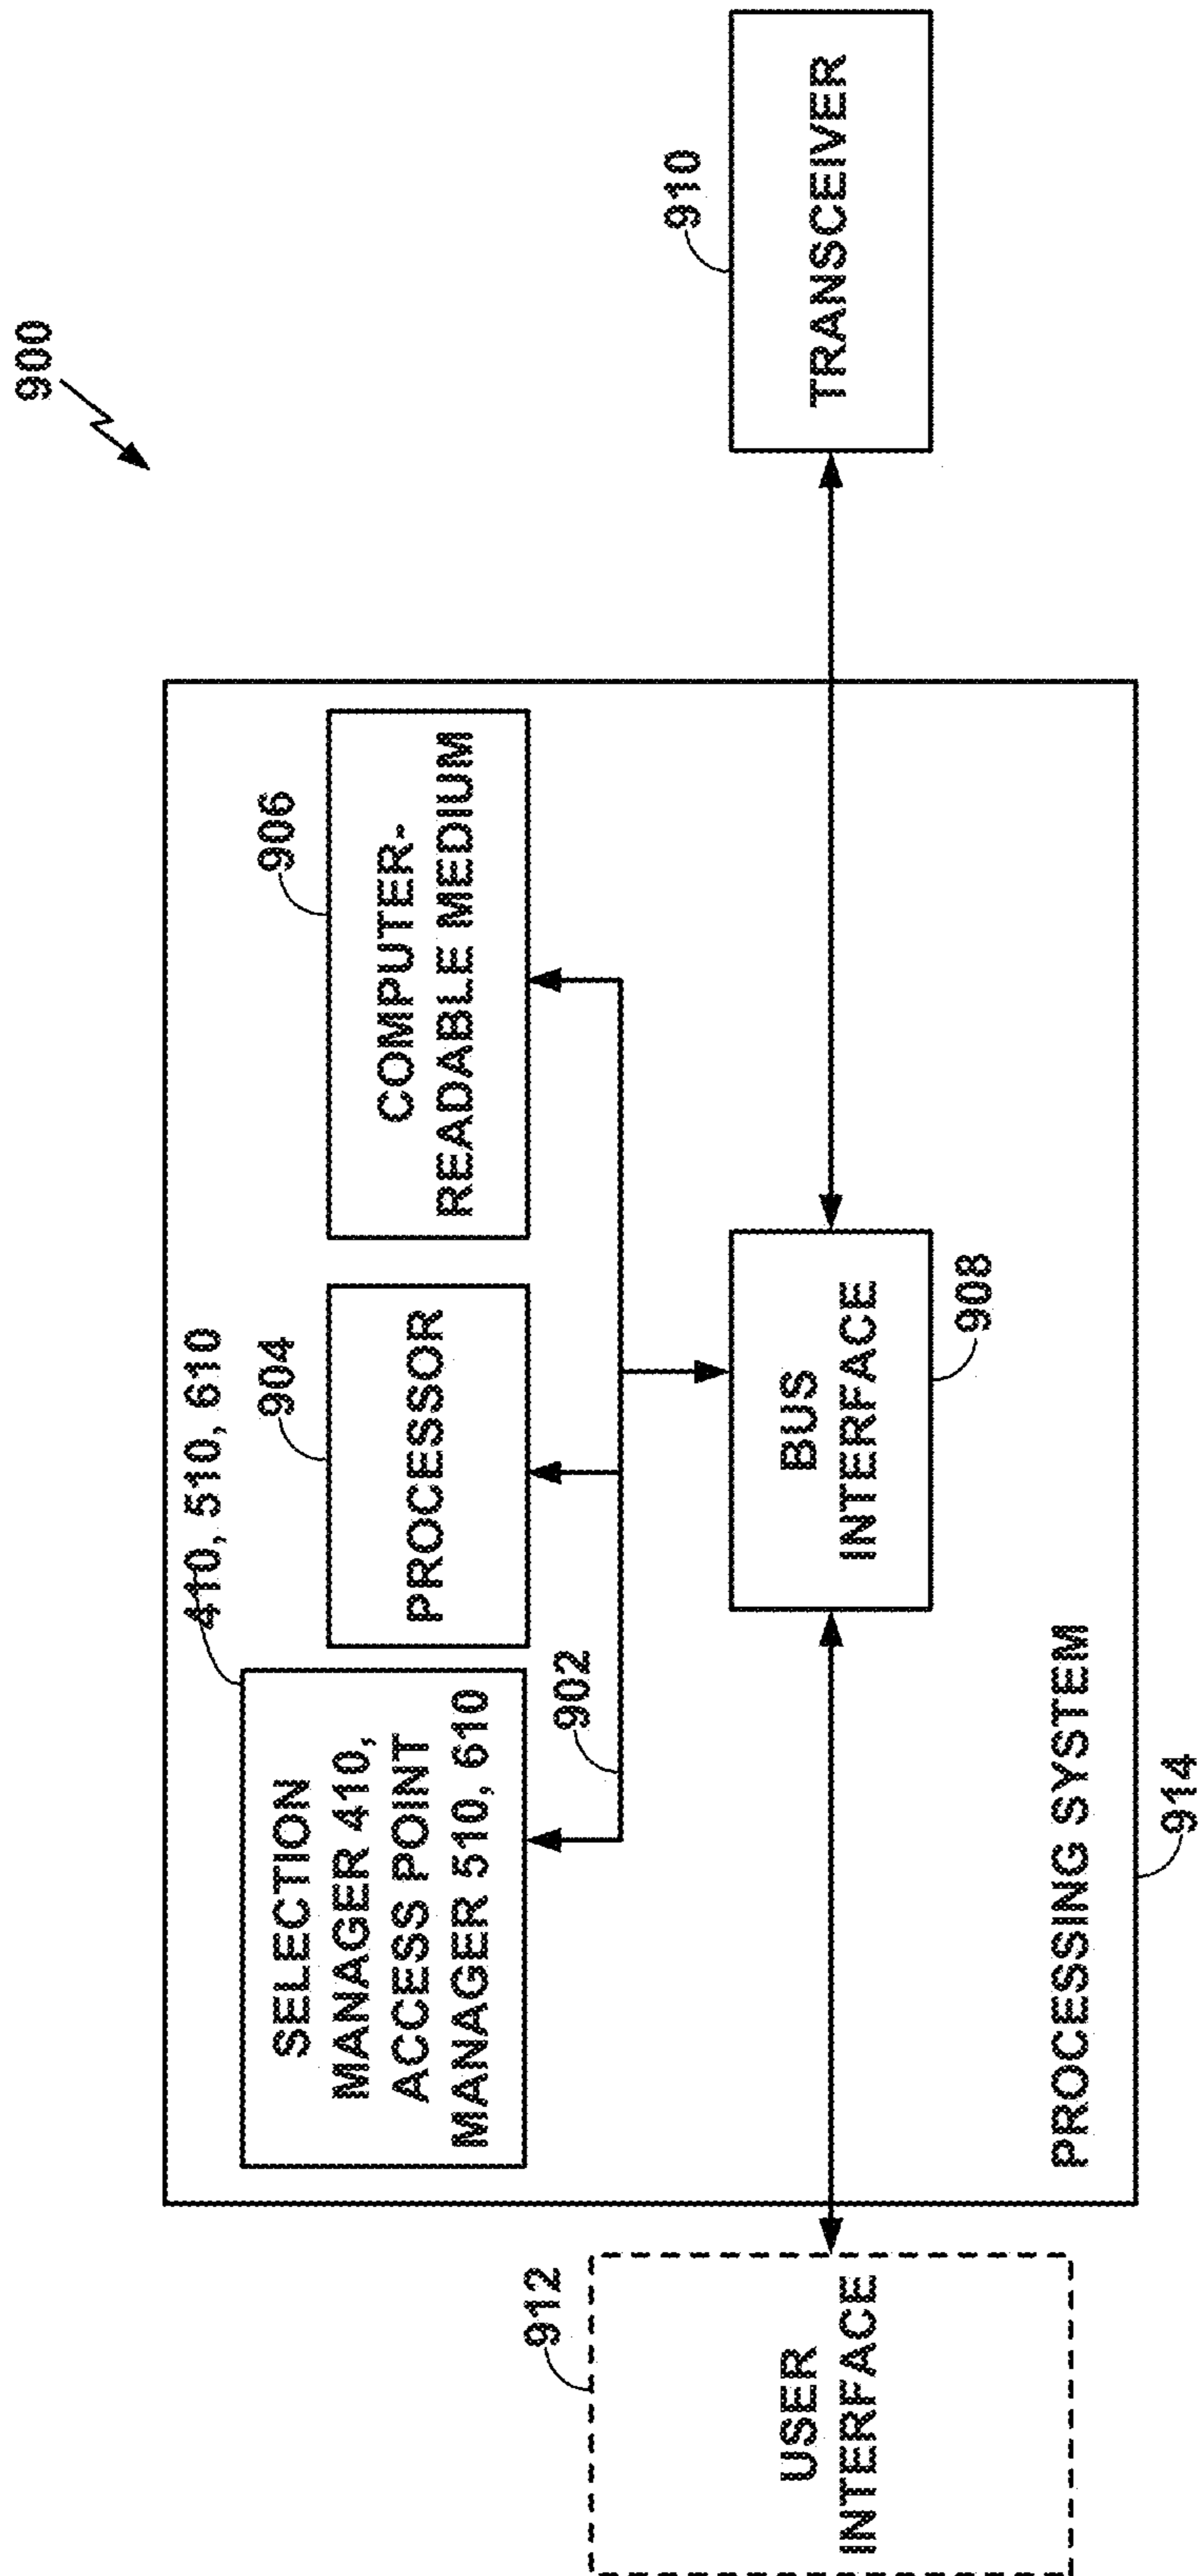 900
410, 510, 610
SELECTION
MANAGER 410,
ACCESS POINT
MANAGER 510, 610
904
PROCESSOR
906
COMPUTER-
READABLE MEDIUM
902
912
USER
INTERFACE
BUS
INTERFACE
908
910
TRANSCEIVER
PROCESSING SYSTEM
914